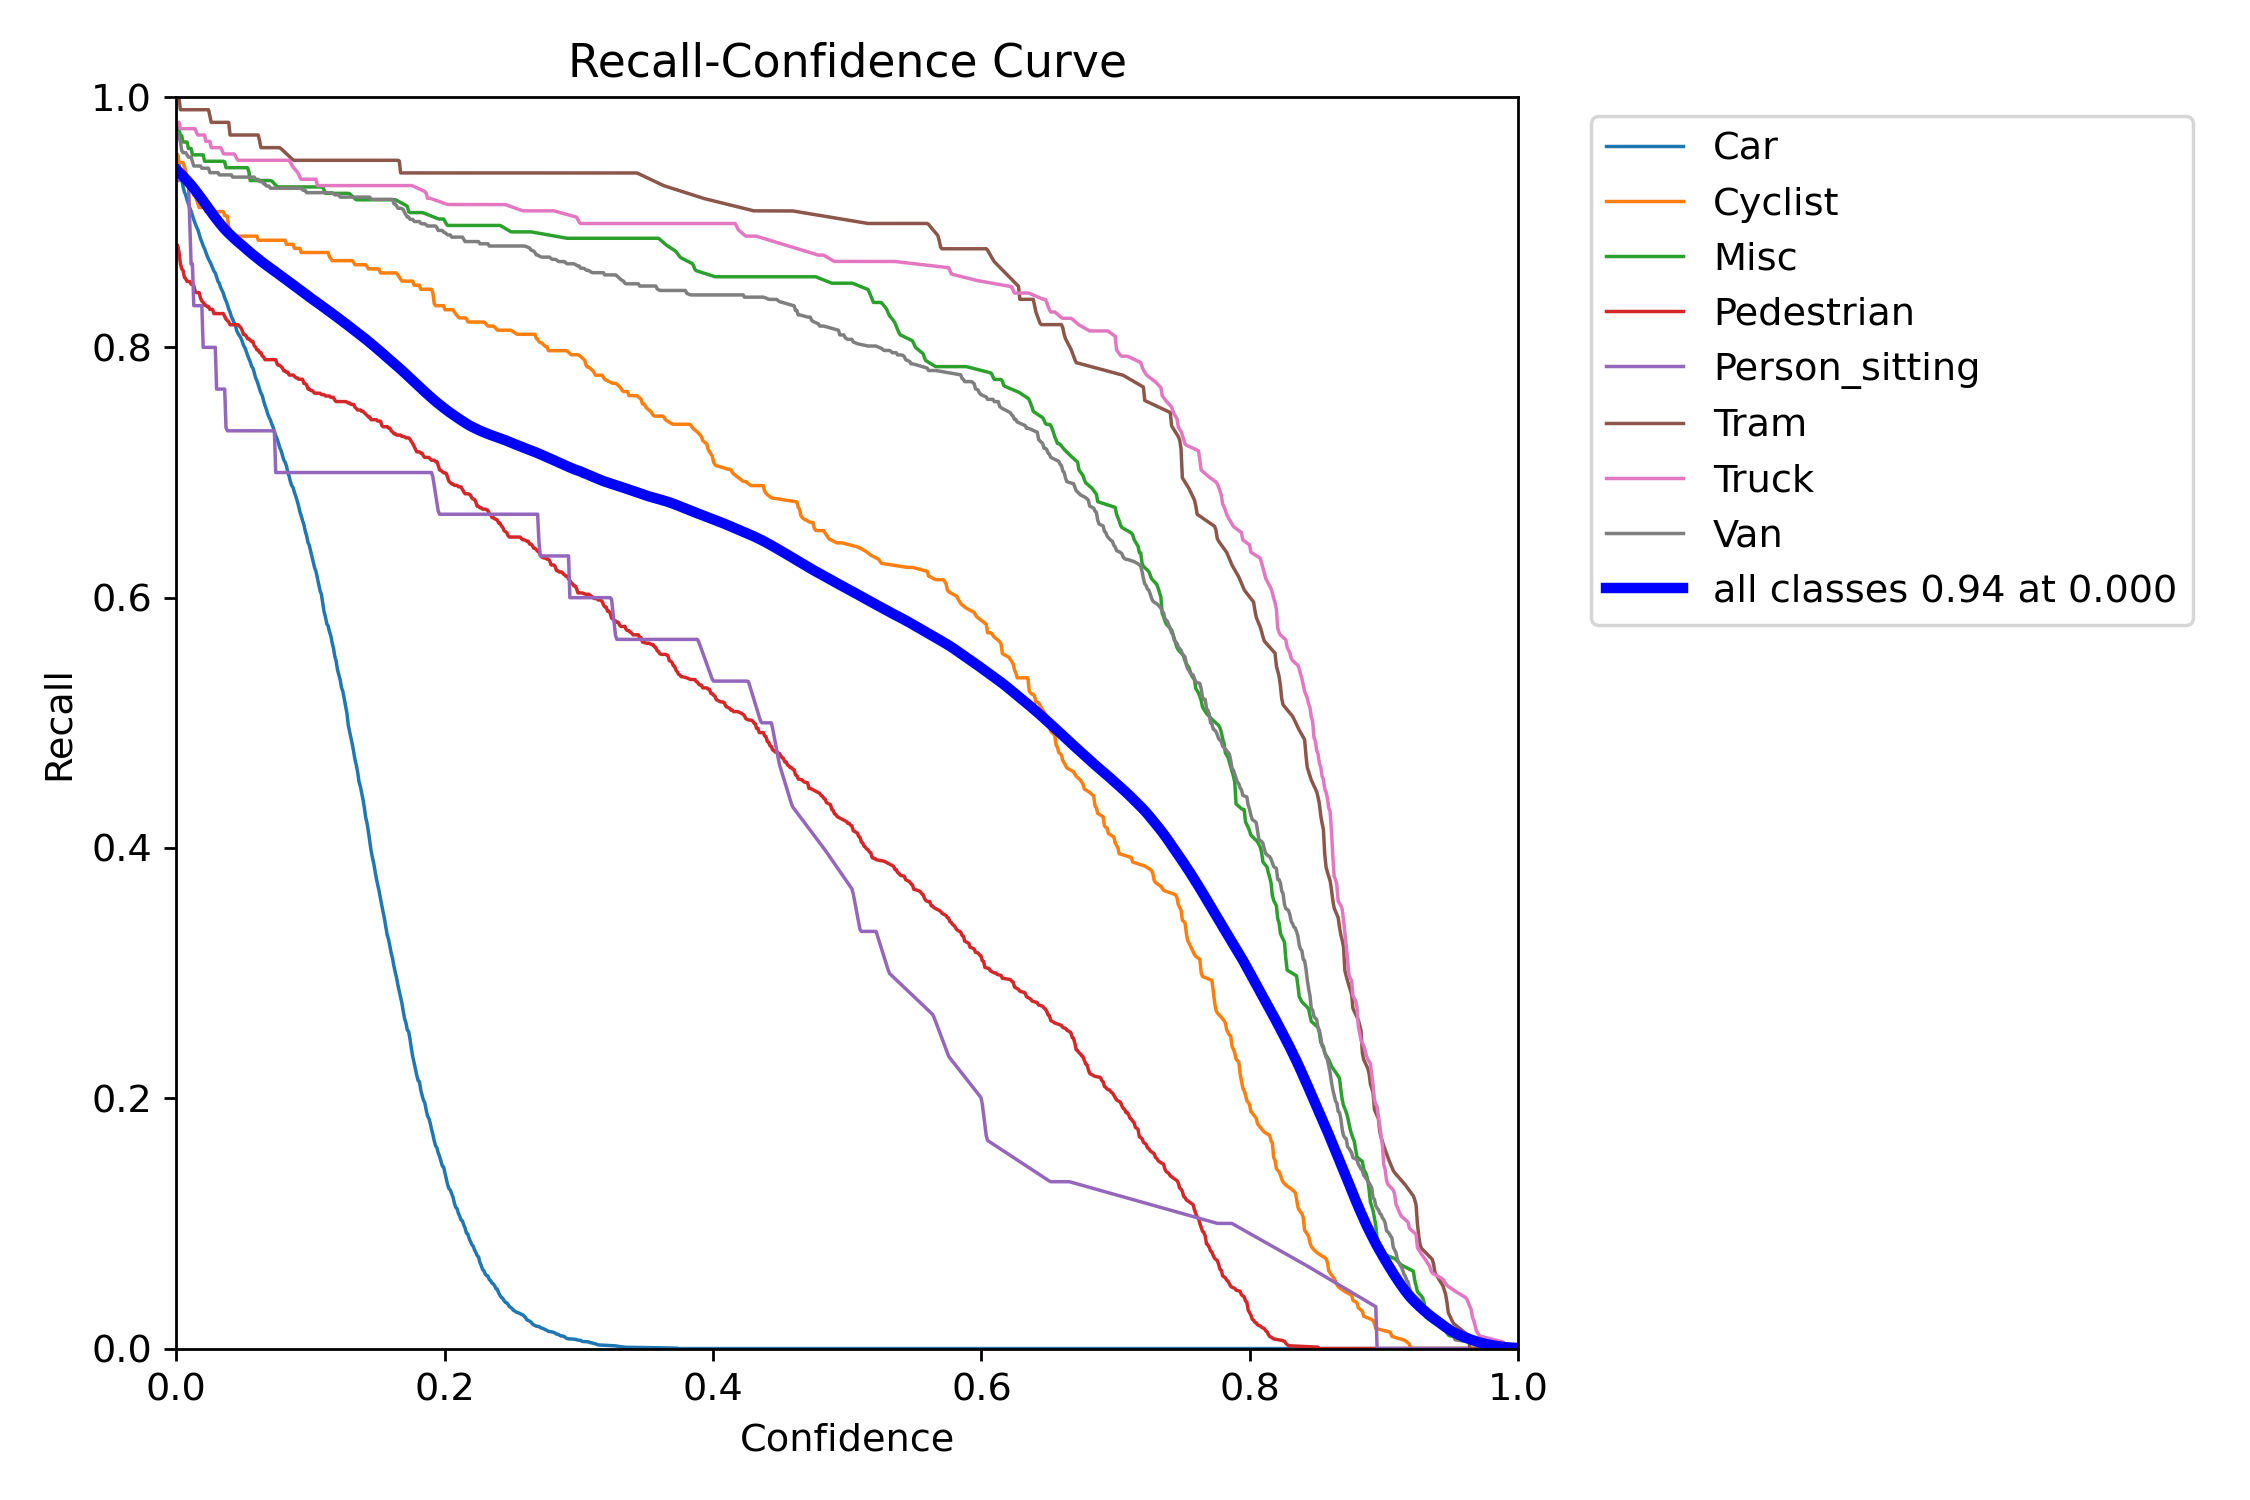 Recall-Confidence Curve
1.0
0.8
0.6
0.4
0.2
0.0
Recall
0.0 0.2 0.4 0.6 0.8 1.0
Confidence
Car
Cyclist
Misc
Pedestrian
Person_sitting
Tram
Truck
Van
all classes 0.94 at 0.000